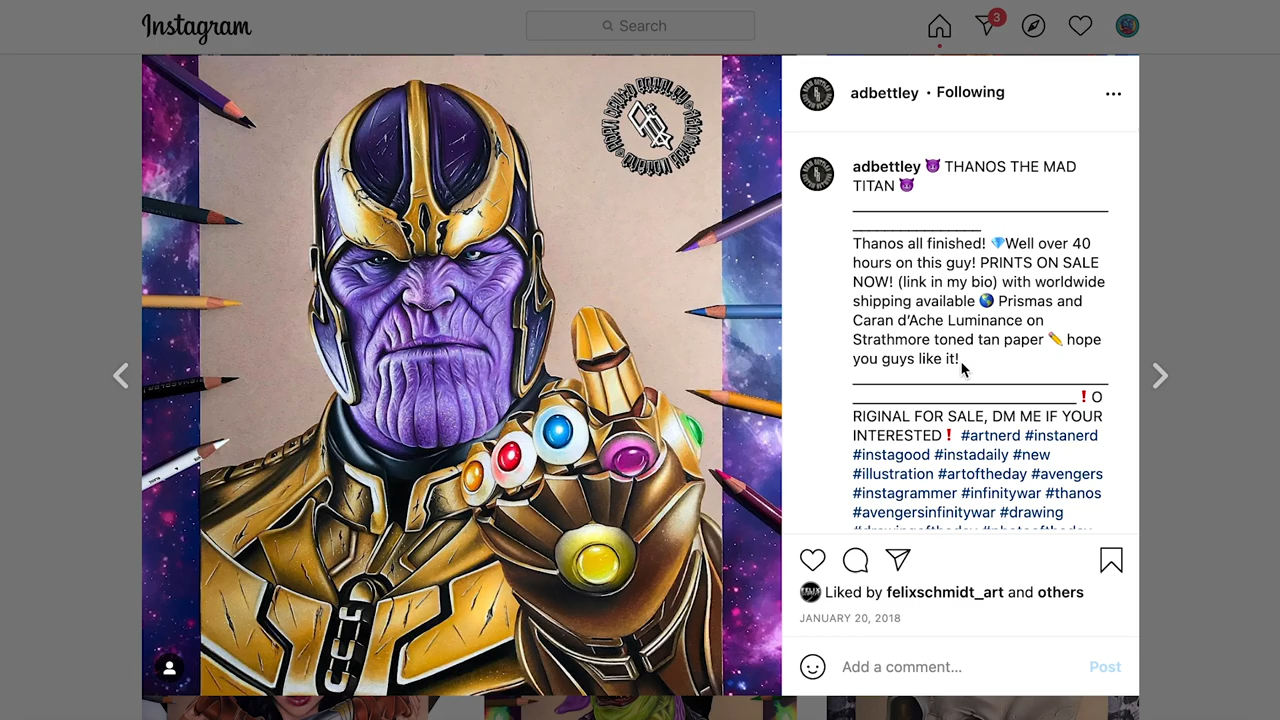 Instagram
Search
3
adbettley • Following
adbettley 😈 THANOS THE MAD
TITAN 😈
Thanos all finished! 💎Well over 40
hours on this guy! PRINTS ON SALE
NOW! (link in my bio) with worldwide
shipping available 🌎 Prismas and
Caran d’Ache Luminance on
Strathmore toned tan paper ✏️ hope
you guys like it!
❗O
RIGINAL FOR SALE, DM ME IF YOUR
INTERESTED❗ #artnerd #instanerd
#instagood #instadaily #new
#illustration #artoftheday #avengers
#instagrammer #infinitywar #thanos
#avengersinfinitywar #drawing
#drawingoftheday #photooftheday
Liked by felixschmidt_art and others
JANUARY 20, 2018
Add a comment...
Post